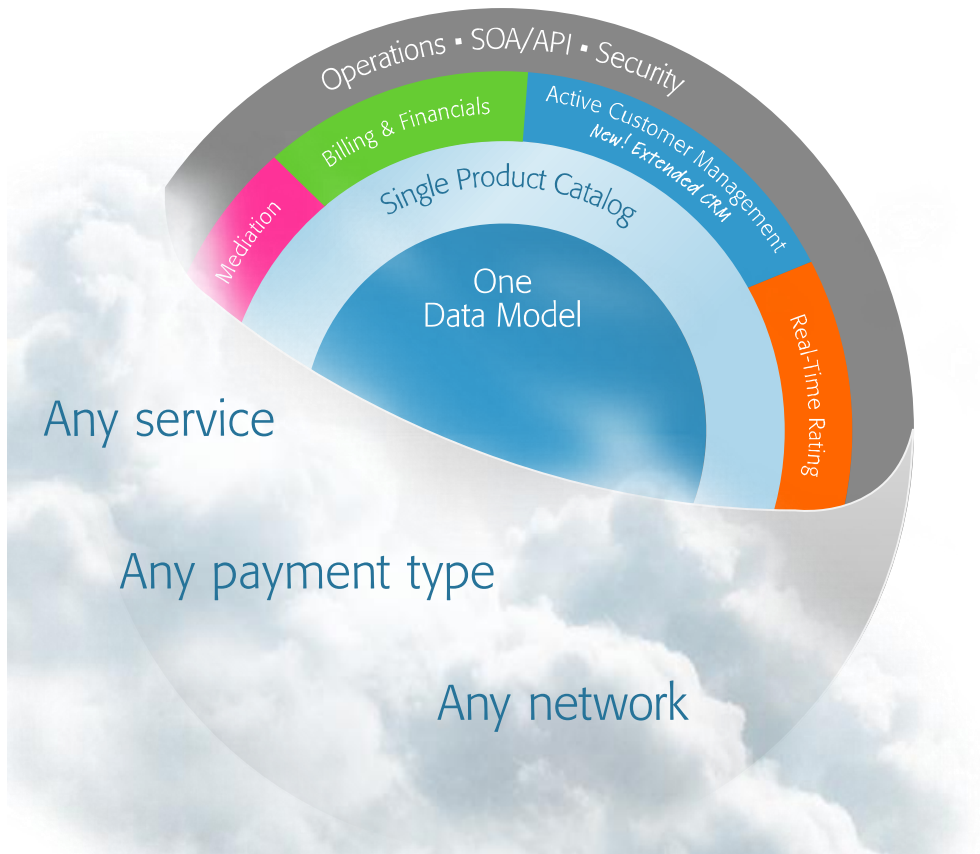 Operations ▪ SOA/API ▪ Security
Mediation
Billing & Financials
Active Customer Management
New! Extended CRM
Real-Time Rating
Single Product Catalog
One
Data Model
Any service
Any payment type
Any network